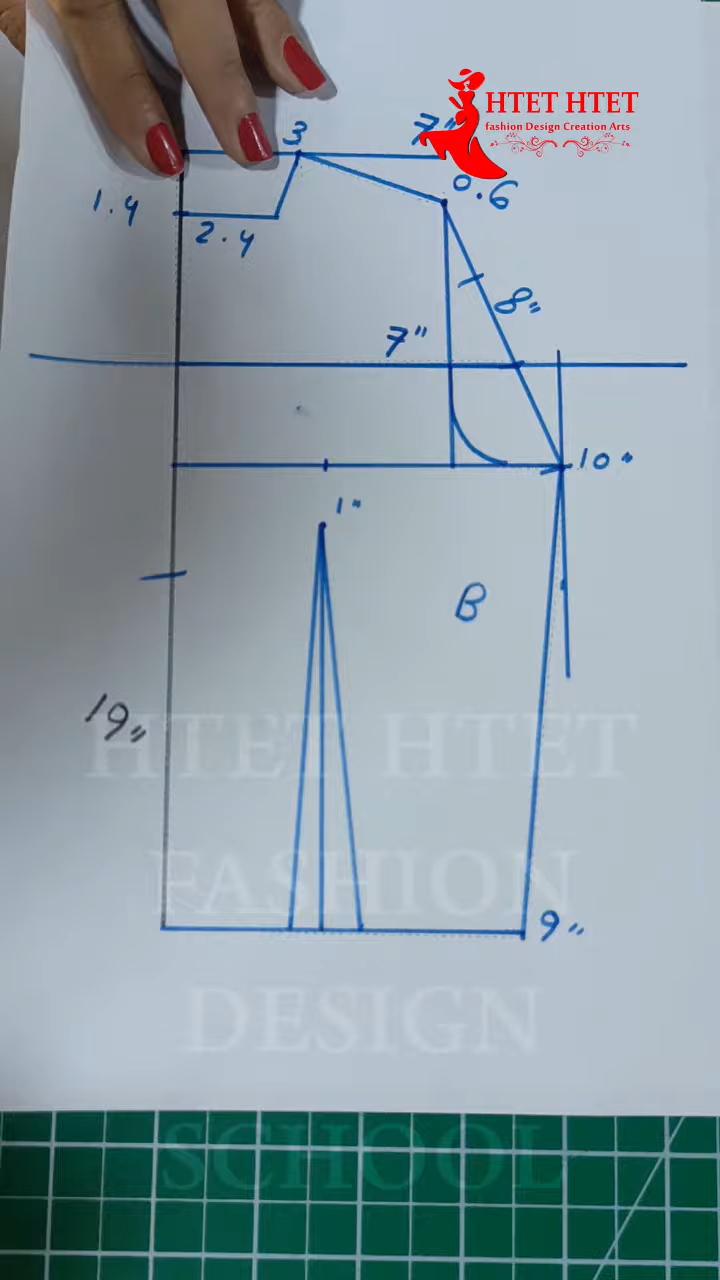 HTET HTET
fashion Design Creation Arts
3
7"
0.6
1.4
2.4
8"
7"
10"
1"
B
19"
HTET HTET
FASHION
9"
DESIGN
SCHOOL